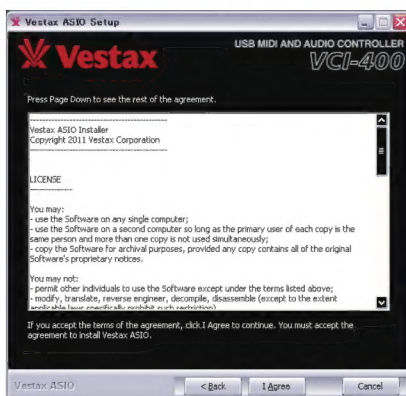 Vestax ASIO Setup
USB MIDI AND AUDIO CONTROLLER
Vestax
VCI-400
Press Page Down to see the rest of the agreement.
Vestax ASIO Installer
Copyright 2011 Vestax Corporation
LICENSE
You may:
- use the Software on any single computer;
- use the Software on a second computer so long as the primary user of each copy is the
same person and more than one copy is not used simultaneously;
- copy the Software for archival purposes, provided any copy contains all of the original
Software's proprietary notices.
You may not:
- permit other individuals to use the Software except under the terms listed above;
- modify, translate, reverse engineer, decompile, disassemble (except to the extent
applicable laws specifically prohibit such restriction)
If you accept the terms of the agreement, click I Agree to continue. You must accept the
agreement to install Vestax ASIO.
Vestax ASIO
< Back
I Agree
Cancel